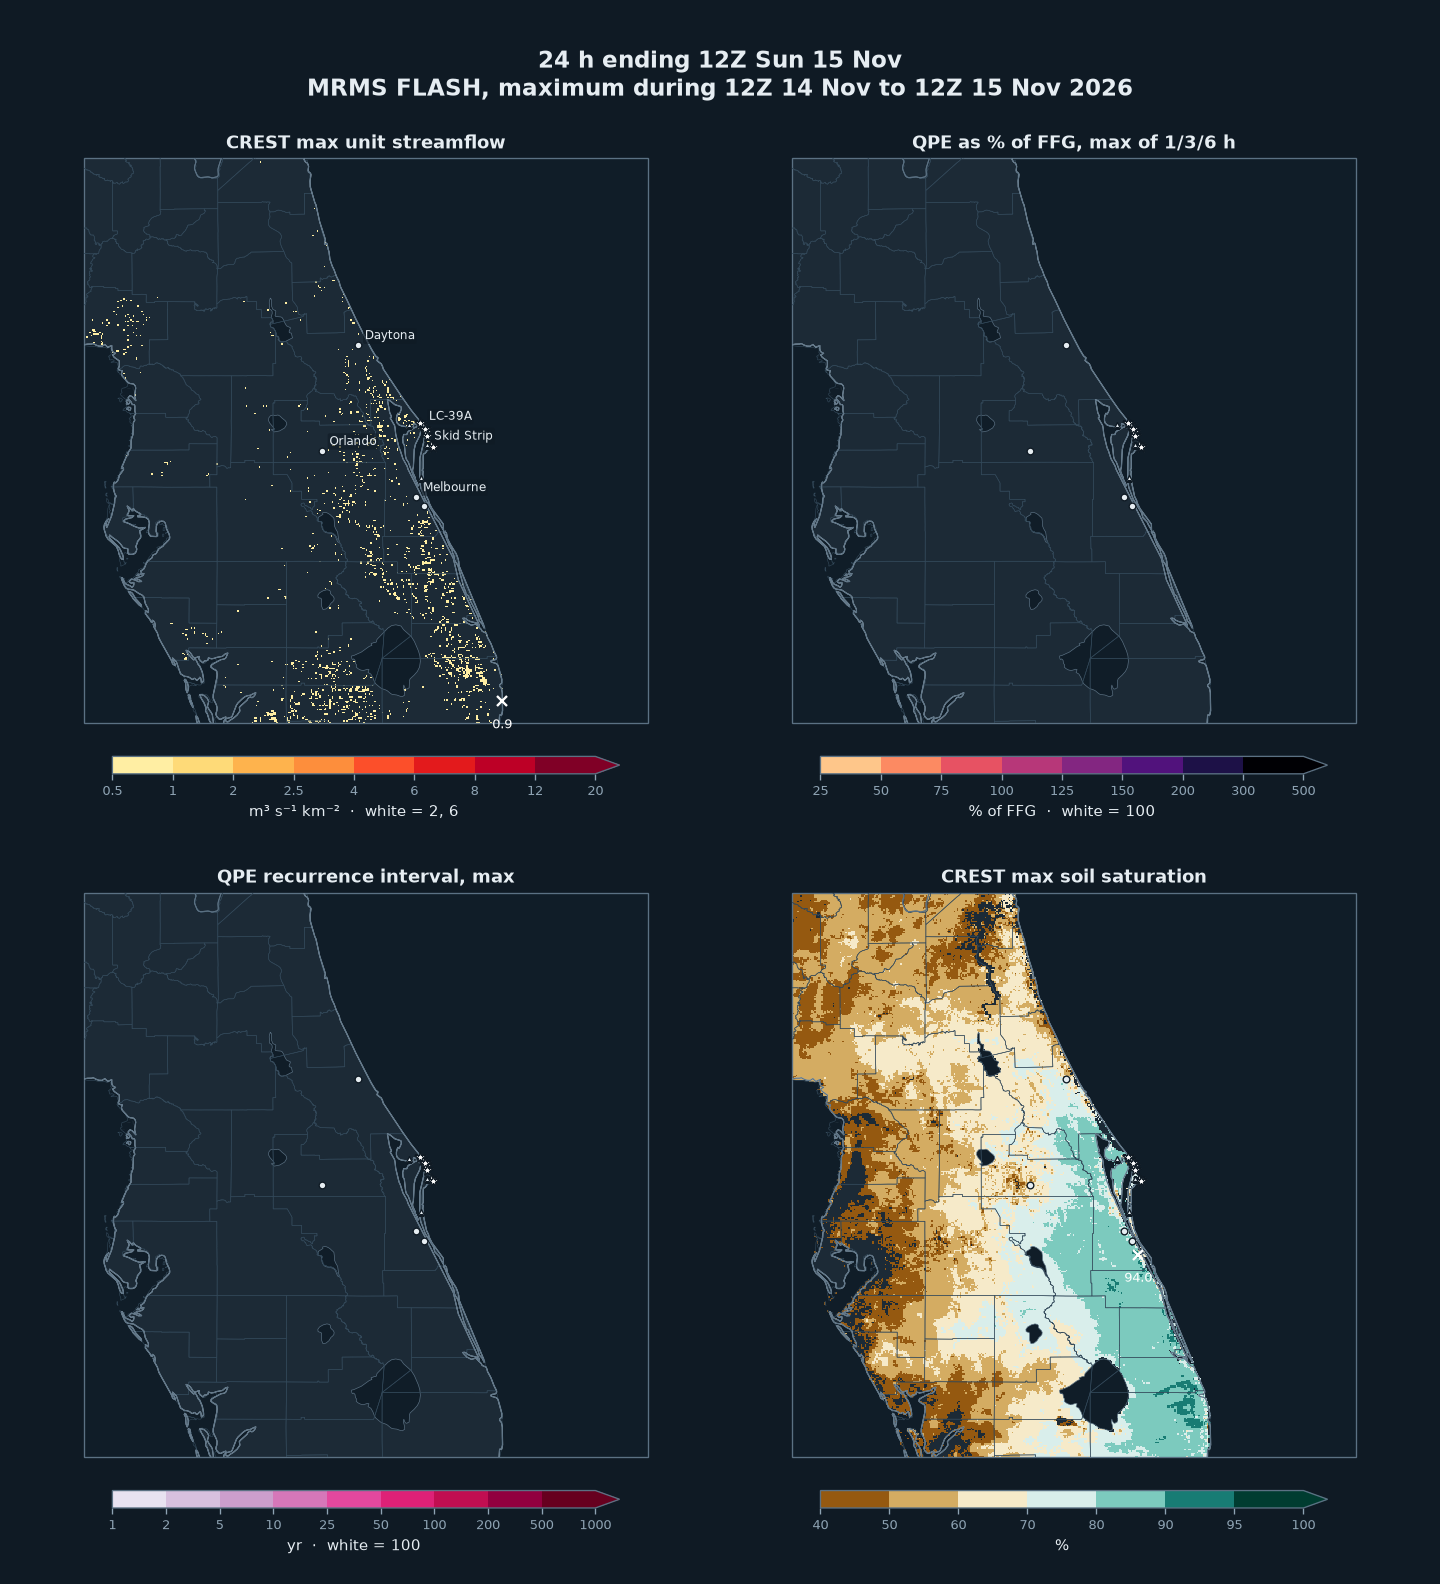 24 h ending 12Z Sun 15 Nov
MRMS FLASH, maximum during 12Z 14 Nov to 12Z 15 Nov 2026
CREST max unit streamflow
QPE as % of FFG, max of 1/3/6 h
Daytona
LC-39A
Skid Strip
Orlando
Melbourne
0.9
0.5 1 2 2.5 4 6 8 12 20
m³ s⁻¹ km⁻² · white = 2, 6
25 50 75 100 125 150 200 300 500
% of FFG · white = 100
QPE recurrence interval, max
CREST max soil saturation
94.0
1 2 5 10 25 50 100 200 500 1000
yr · white = 100
40 50 60 70 80 90 95 100
%